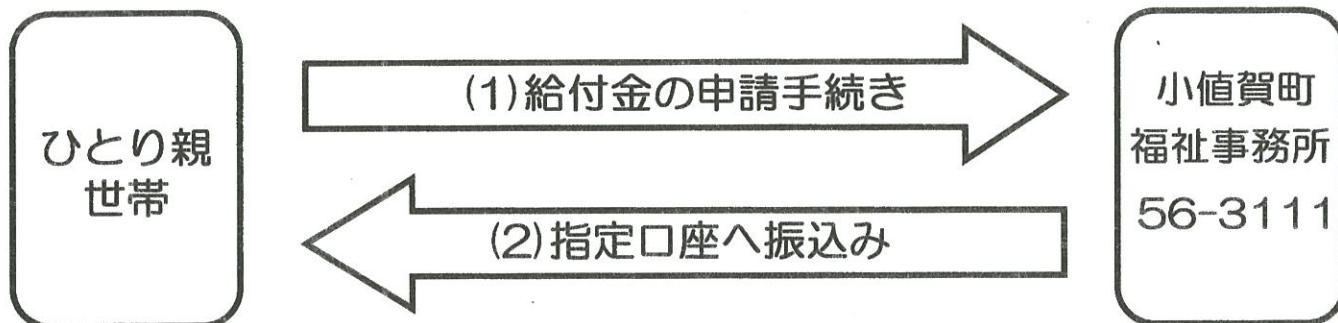 ひとり親
世帯
(1)給付金の申請手続き
(2)指定口座へ振込み
小値賀町
福祉事務所
56-3111